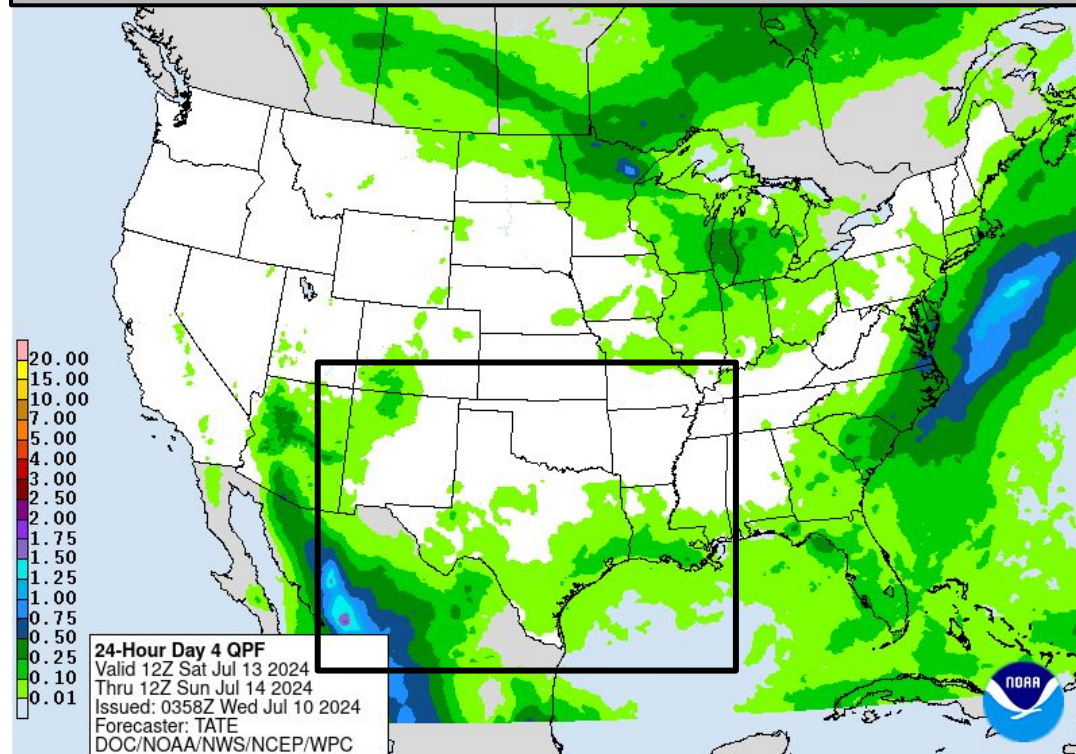 20.00
15.00
10.00
7.00
5.00
4.00
3.00
2.50
2.00
1.75
1.50
1.25
1.00
0.75
0.50
0.25
0.10
0.01
24-Hour Day 4 QPF
Valid 12Z Sat Jul 13 2024
Thru 12Z Sun Jul 14 2024
Issued: 0358Z Wed Jul 10 2024
Forecaster: TATE
DOC/NOAA/NWS/NCEP/WPC
NOAA